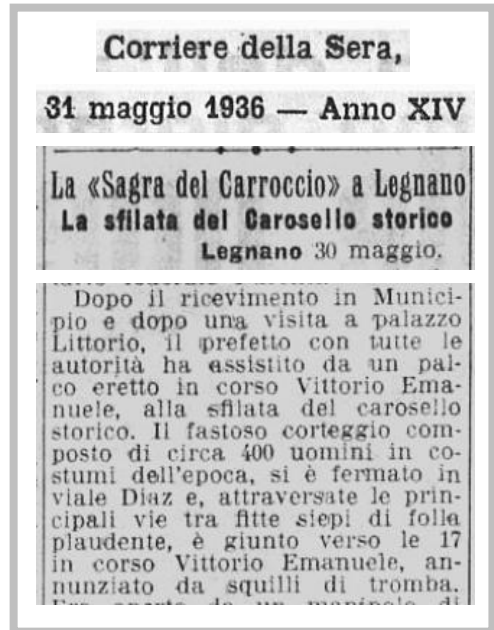 Corriere della Sera,
31 maggio 1936 — Anno XIV
La «Sagra del Carroccio» a Legnano
La sfilata del Carosello storico
Legnano 30 maggio.
Dopo il ricevimento in Munici-
pio e dopo una visita a palazzo
Littorio, il prefetto con tutte le
autorità ha assistito da un pal-
co eretto in corso Vittorio Ema-
nuele, alla sfilata del carosello
storico. Il fastoso corteggio com-
posto di circa 400 uomini in co-
stumi dell'epoca, si è fermato in
viale Diaz e, attraversate le prin-
cipali vie tra fitte siepi di folla
plaudente, è giunto verso le 17
in corso Vittorio Emanuele, an-
nunziato da squilli di tromba.